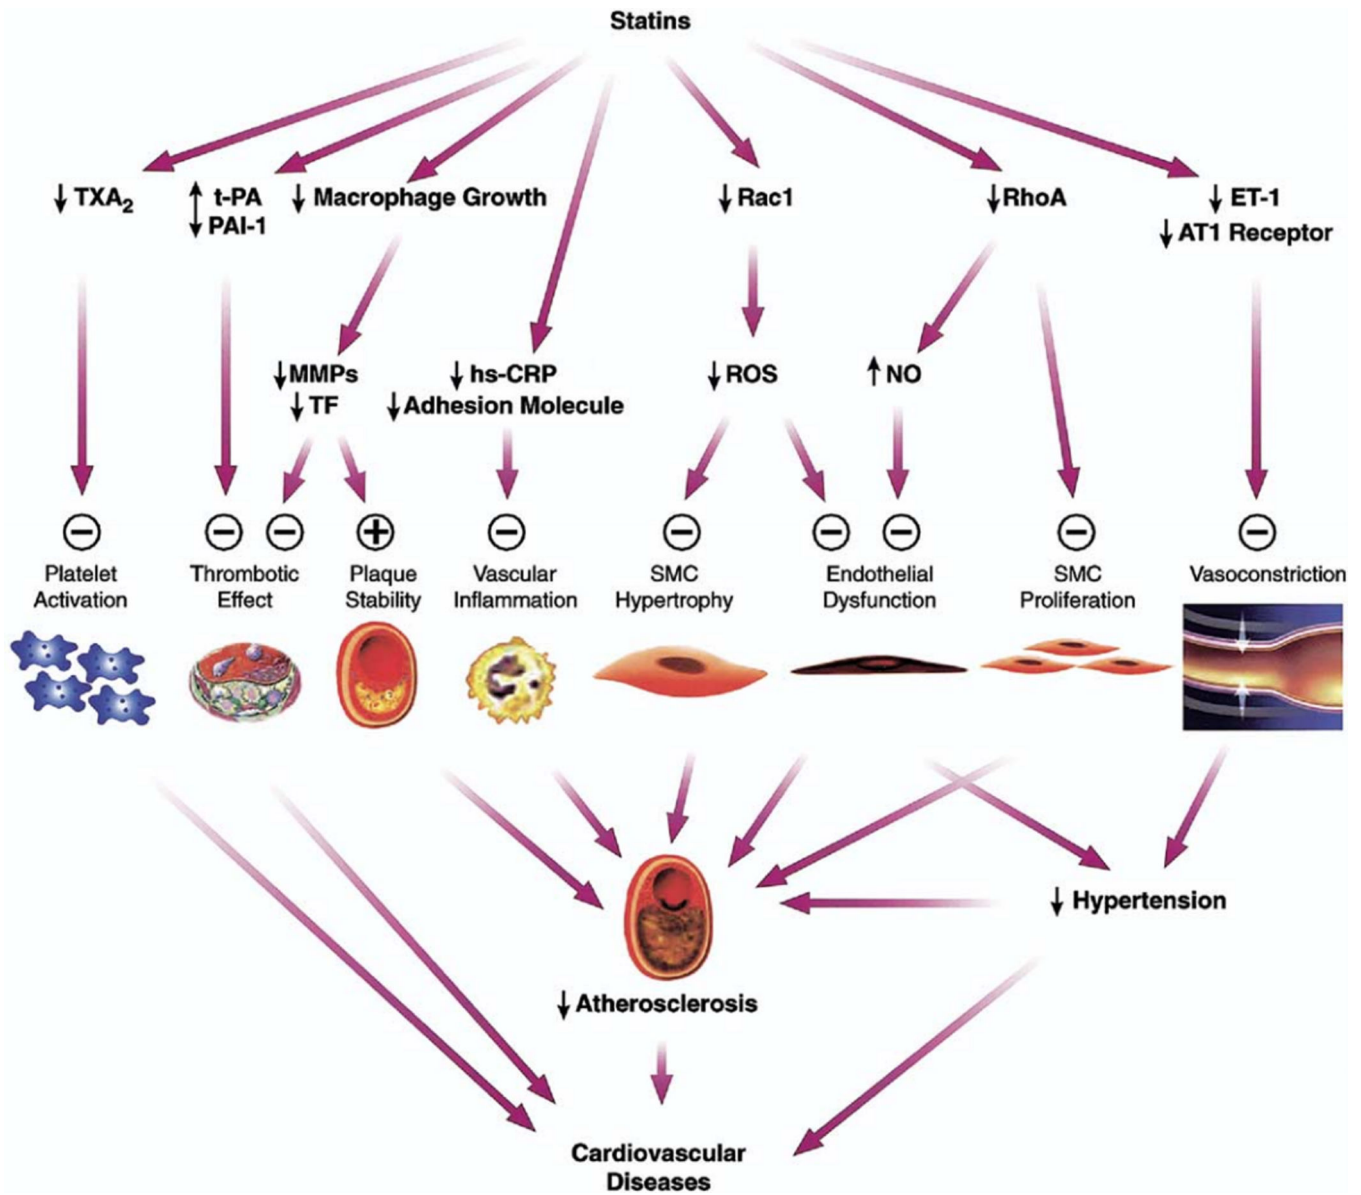 Statins
↓ TXA₂
↑ t-PA
↓ PAI-1
↓ Macrophage Growth
↓ Rac1
↓ RhoA
↓ ET-1
↓ AT1 Receptor
↓ MMPs
↓ TF
↓ hs-CRP
↓ Adhesion Molecule
↓ ROS
↑ NO
Platelet
Activation
Thrombotic
Effect
Plaque
Stability
Vascular
Inflammation
SMC
Hypertrophy
Endothelial
Dysfunction
SMC
Proliferation
Vasoconstriction
↓ Hypertension
↓ Atherosclerosis
Cardiovascular
Diseases